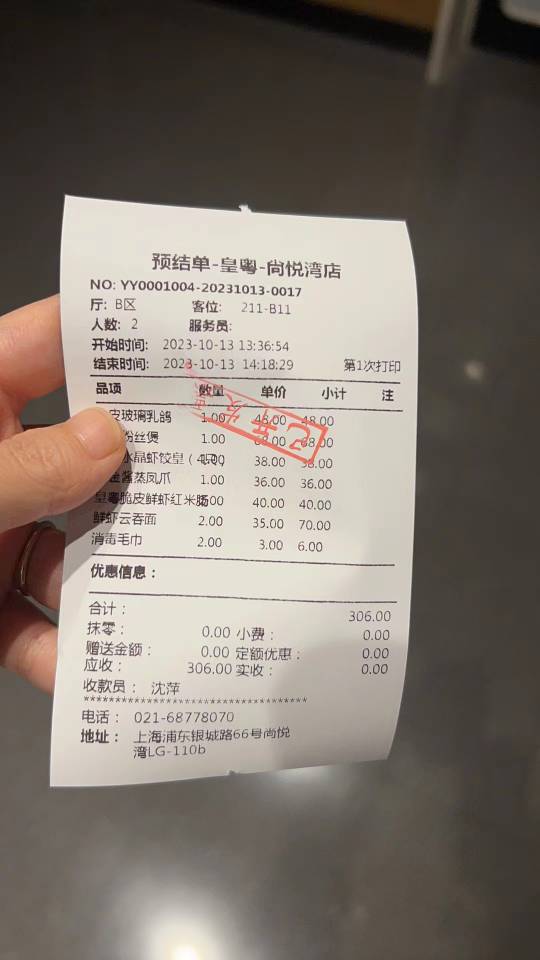 预结单-皇粤-尚悦湾店
NO: YY0001004-20231013-0017
厅: B区 客位: 211-B11
人数: 2 服务员:
开始时间: 2023-10-13 13:36:54
结束时间: 2023-10-13 14:18:29 第1次打印
品项 数量 单价 小计 注
皮玻璃乳鸽 1.00 48.00 48.00
粉丝煲 1.00 68.00 68.00
水晶虾饺皇 38.00 38.00
酱蒸凤爪 1.00 36.00 36.00
皇粤脆皮鲜虾红米肠 40.00 40.00
鲜虾云吞面 2.00 35.00 70.00
消毒毛巾 2.00 3.00 6.00
已开发
优惠信息:
合计: 306.00
抹零: 0.00 小费: 0.00
赠送金额: 0.00 定额优惠: 0.00
应收: 306.00 实收: 0.00
收款员: 沈萍
************************************
电话: 021-68778070
地址: 上海浦东银城路66号尚悦
湾LG-110b